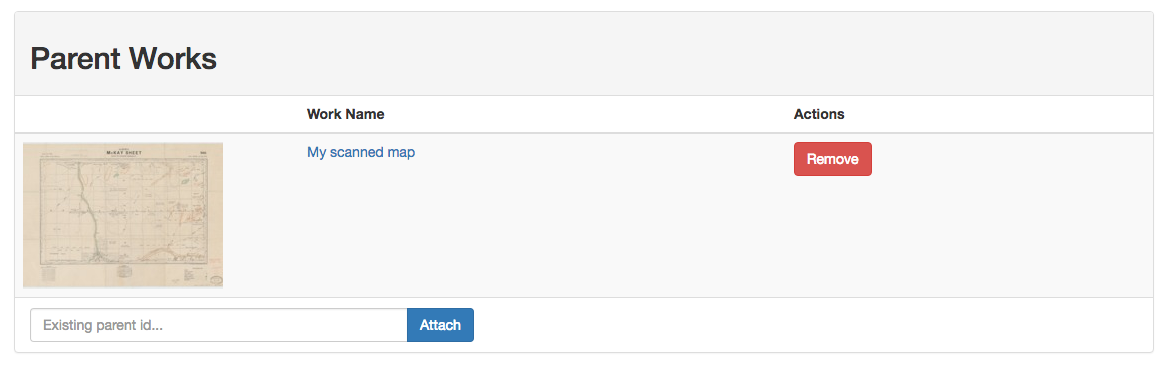 Parent Works
Work Name Actions
McKAY SHEET
My scanned map
Remove
Existing parent id...
Attach